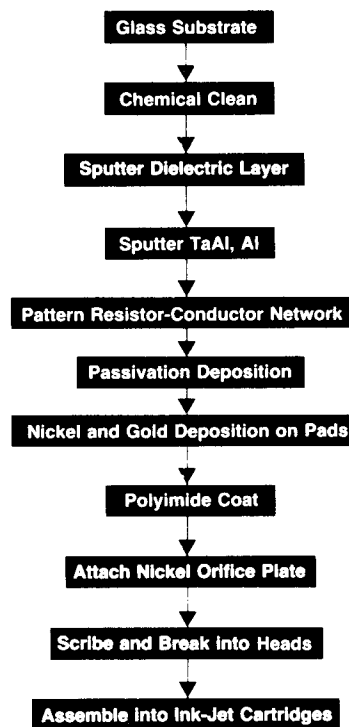 Glass Substrate
Chemical Clean
Sputter Dielectric Layer
Sputter TaAl, Al
Pattern Resistor-Conductor Network
Passivation Deposition
Nickel and Gold Deposition on Pads
Polyimide Coat
Attach Nickel Orifice Plate
Scribe and Break into Heads
Assemble into Ink-Jet Cartridges